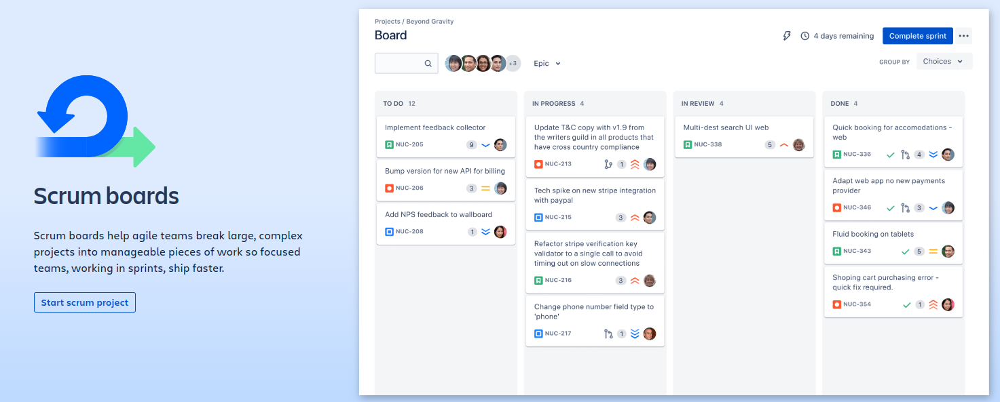 Scrum boards
Scrum boards help agile teams break large, complex
projects into manageable pieces of work so focused
teams, working in sprints, ship faster.
Start scrum project
Projects / Beyond Gravity
Board
4 days remaining
Complete sprint
+3
Epic
GROUP BY
Choices
TO DO 12
Implement feedback collector
NUC-205
9
Bump version for new API for billing
NUC-206
3
Add NPS feedback to wallboard
NUC-208
1
IN PROGRESS 4
Update T&C copy with v1.9 from
the writers guild in all products that
have cross country compliance
NUC-213
1
Tech spike on new stripe integration
with paypal
NUC-215
3
Refactor stripe verification key
validator to a single call to avoid
timing out on slow connections
NUC-216
3
Change phone number field type to
'phone'
NUC-217
1
IN REVIEW 4
Multi-dest search UI web
NUC-338
5
DONE 4
Quick booking for accomodations -
web
NUC-336
4
Adapt web app no new payments
provider
NUC-346
3
Fluid booking on tablets
NUC-343
5
Shoping cart purchasing error -
quick fix required.
NUC-354
1